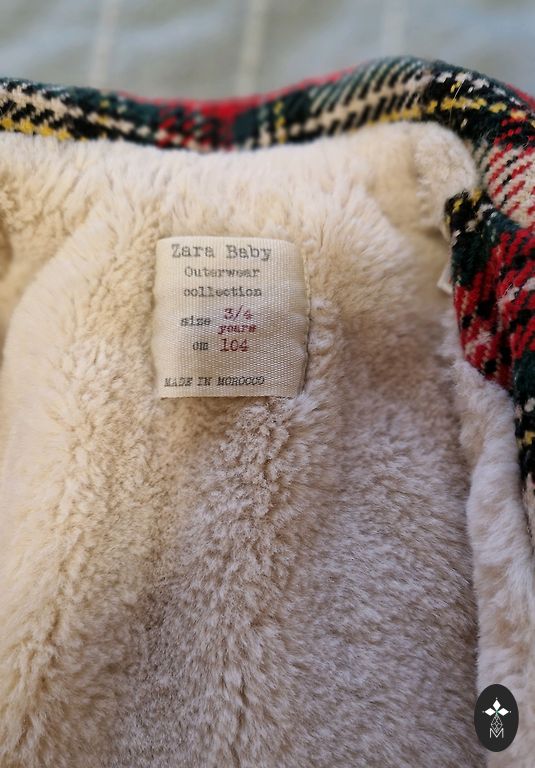 Zara Baby
Outerwear
collection
size 3/4
years
cm 104
MADE IN MOROCCO
M